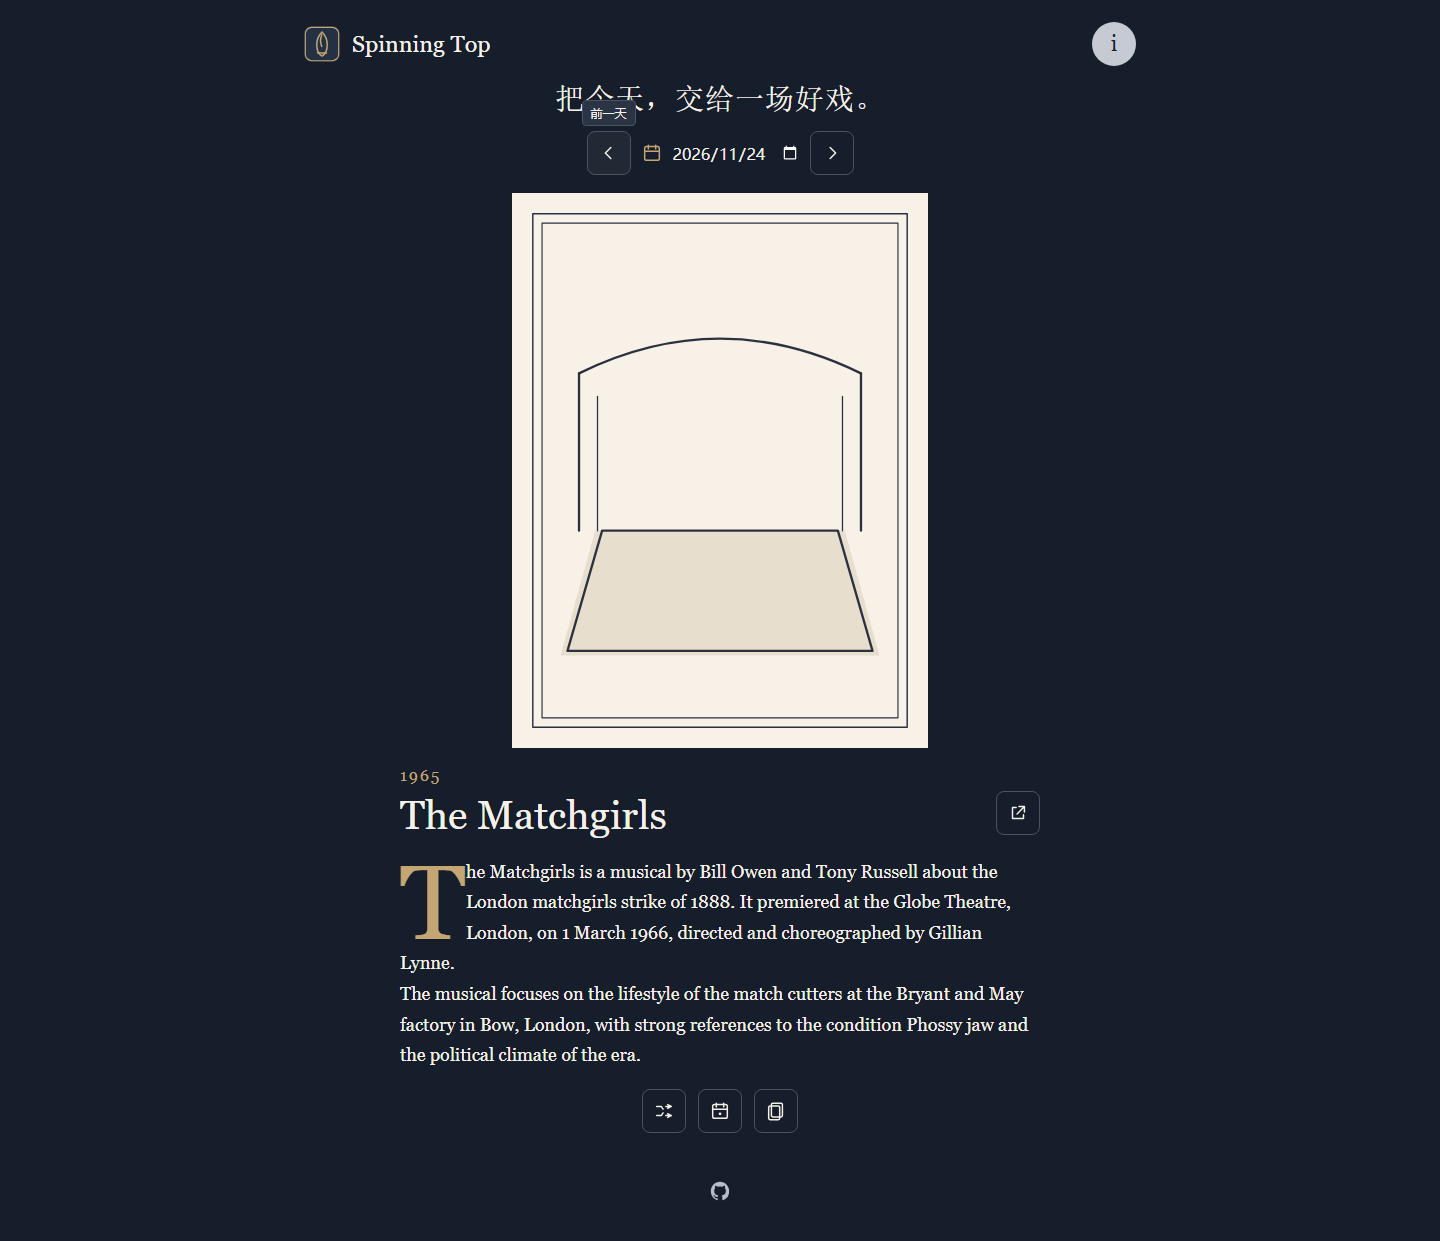 Spinning Top
i
把今天，交给一场好戏。
前一天
2026/11/24
1965
The Matchgirls
The Matchgirls is a musical by Bill Owen and Tony Russell about the
London matchgirls strike of 1888. It premiered at the Globe Theatre,
London, on 1 March 1966, directed and choreographed by Gillian
Lynne.
The musical focuses on the lifestyle of the match cutters at the Bryant and May
factory in Bow, London, with strong references to the condition Phossy jaw and
the political climate of the era.